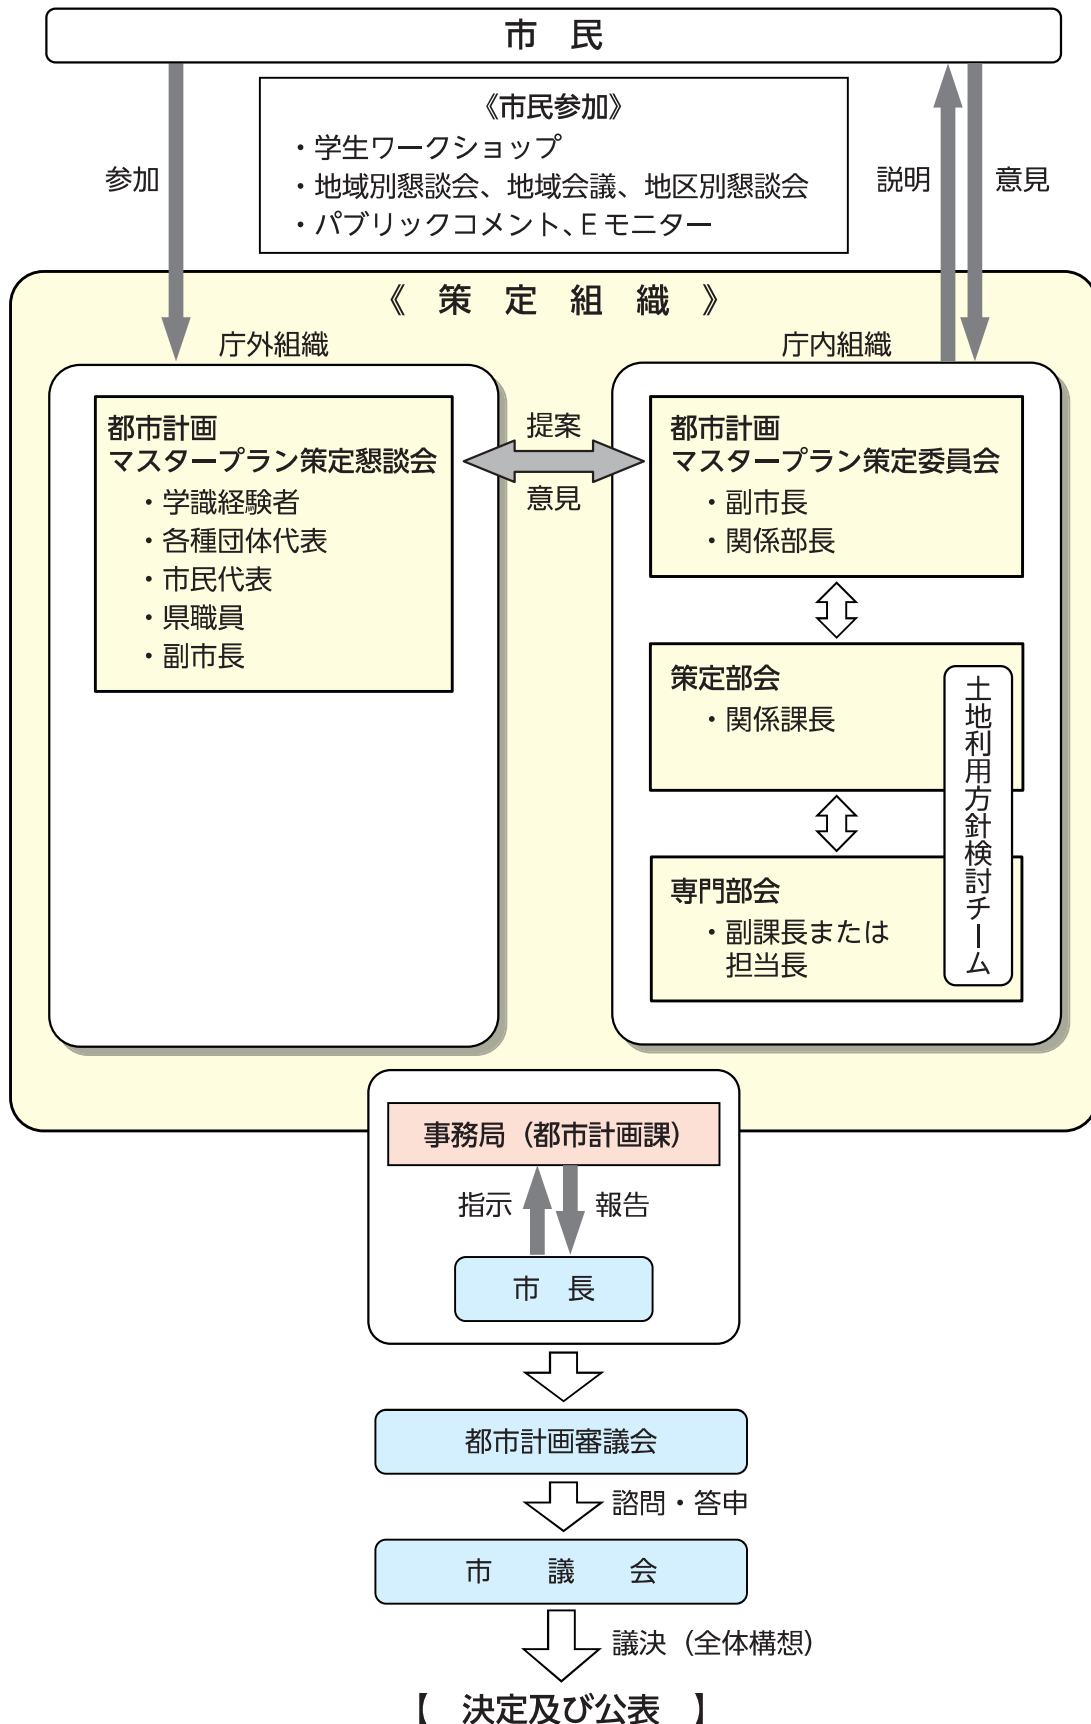 市　民
《市民参加》
・学生ワークショップ
・地域別懇談会、地域会議、地区別懇談会
・パブリックコメント、E モニター
参加
説明
意見
《　策　定　組　織　》
庁外組織
庁内組織
都市計画
マスタープラン策定懇談会
・学識経験者
・各種団体代表
・市民代表
・県職員
・副市長
提案
意見
都市計画
マスタープラン策定委員会
・副市長
・関係部長
策定部会
・関係課長
専門部会
・副課長または
担当長
土地利用方針検討チーム
事務局（都市計画課）
指示
報告
市　長
都市計画審議会
諮問・答申
市　議　会
議決（全体構想）
【　決定及び公表　】